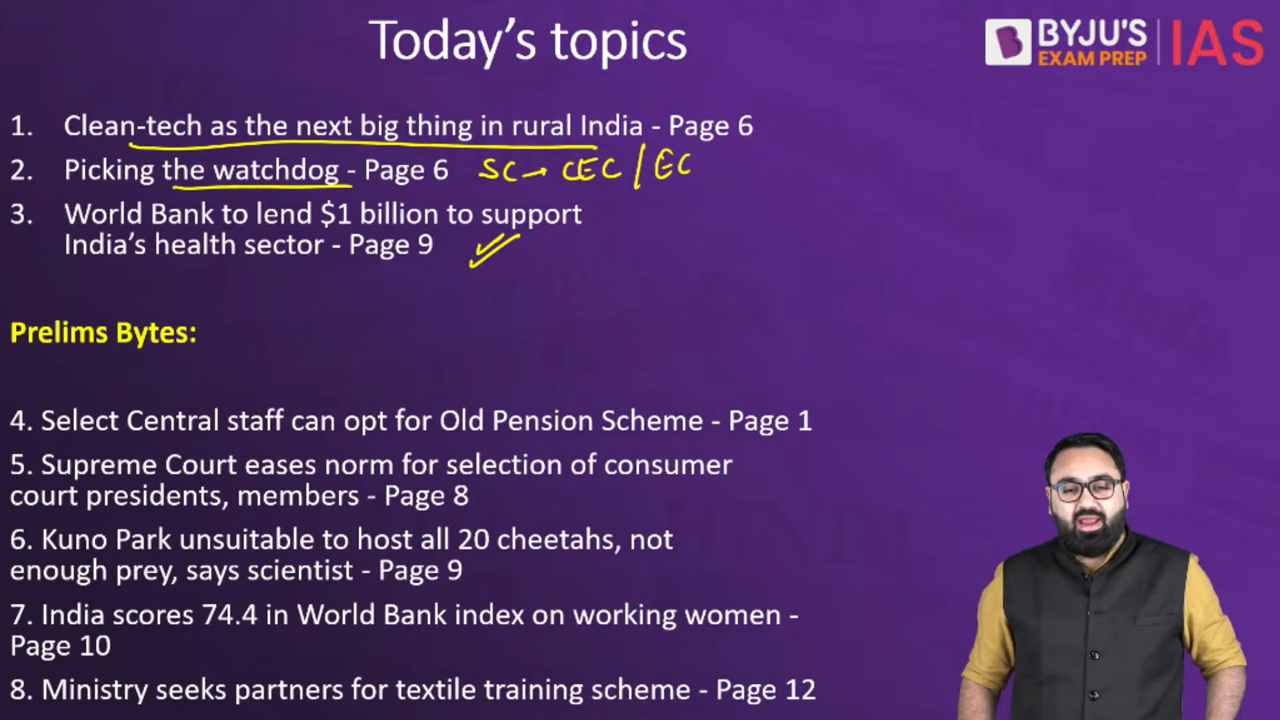 Today's topics
BYJU'S
EXAM PREP
IAS
1. Clean-tech as the next big thing in rural India - Page 6
2. Picking the watchdog - Page 6 SC → CEC / EC
3. World Bank to lend $1 billion to support
India's health sector - Page 9
Prelims Bytes:
4. Select Central staff can opt for Old Pension Scheme - Page 1
5. Supreme Court eases norm for selection of consumer
court presidents, members - Page 8
6. Kuno Park unsuitable to host all 20 cheetahs, not
enough prey, says scientist - Page 9
7. India scores 74.4 in World Bank index on working women -
Page 10
8. Ministry seeks partners for textile training scheme - Page 12